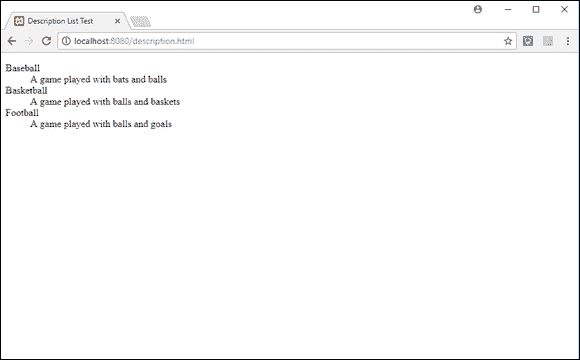 Description List Test
localhost:8080/description.html
Baseball
A game played with bats and balls
Basketball
A game played with balls and baskets
Football
A game played with balls and goals